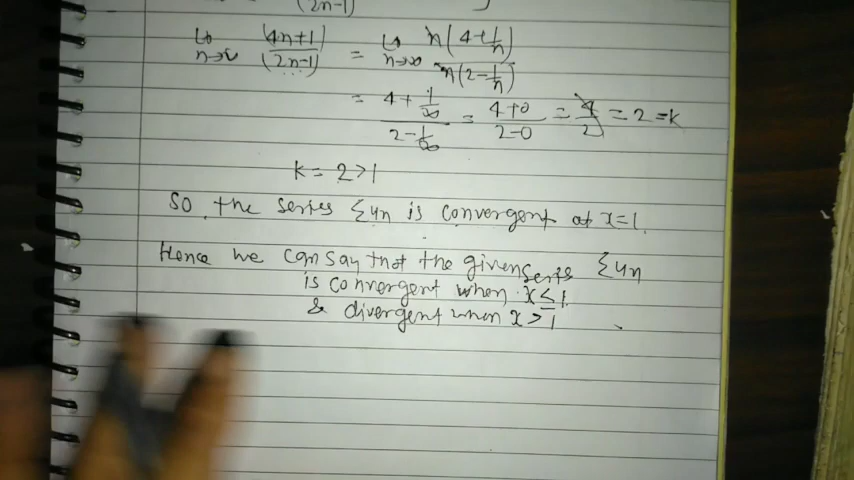 (2n-1)
Lt n→∞ (4n+1)/(2n-1) = Lt n→∞ n(4+1/n)/n(2-1/n)
= 4+1/∞ / 2-1/∞ = 4+0/2-0 = 4/2 = 2 = K
K = 2 > 1
So, the series Σun is convergent at x=1.
Hence we can say that the given series Σun
is convergent when x ≤ 1
& divergent when x > 1